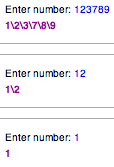 Enter number: 123789
1\2\3\7\8\9
Enter number: 12
1\2
Enter number: 1
1